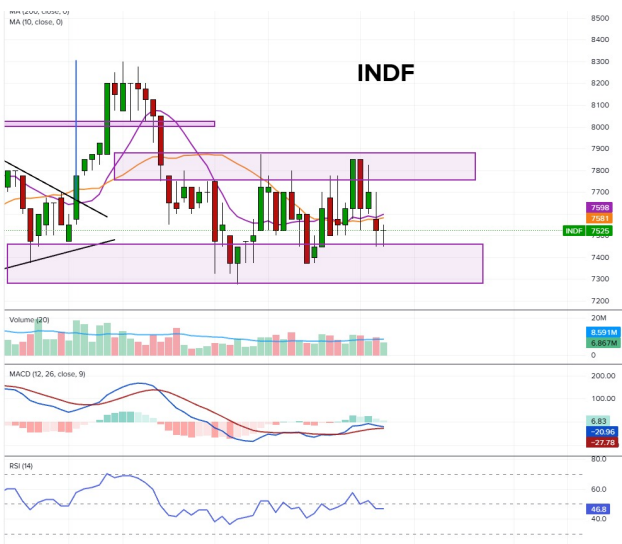 MA (200, close, 0)
MA (10, close, 0)
INDF
8500
8400
8300
8200
8100
8000
7900
7800
7700
7598
7581
INDF 7525
7500
7400
7300
7200
Volume (20)
20M
8.591M
6.867M
0
MACD (12, 26, close, 9)
200.00
100.00
6.83
−20.96
−27.78
RSI (14)
80.0
60.0
46.8
40.0